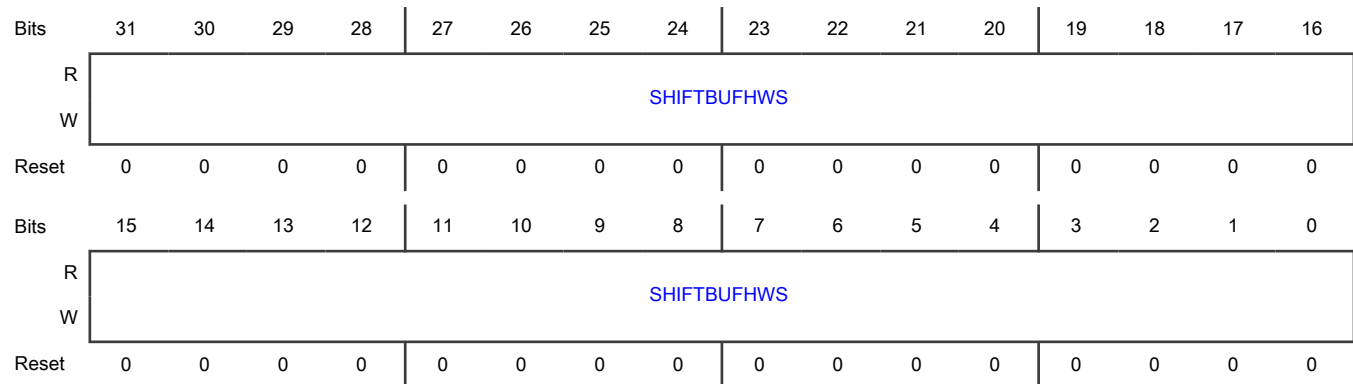 Bits 31 30 29 28 27 26 25 24 23 22 21 20 19 18 17 16
R
SHIFTBUFHWS
W
Reset 0 0 0 0 0 0 0 0 0 0 0 0 0 0 0 0
Bits 15 14 13 12 11 10 9 8 7 6 5 4 3 2 1 0
R
SHIFTBUFHWS
W
Reset 0 0 0 0 0 0 0 0 0 0 0 0 0 0 0 0